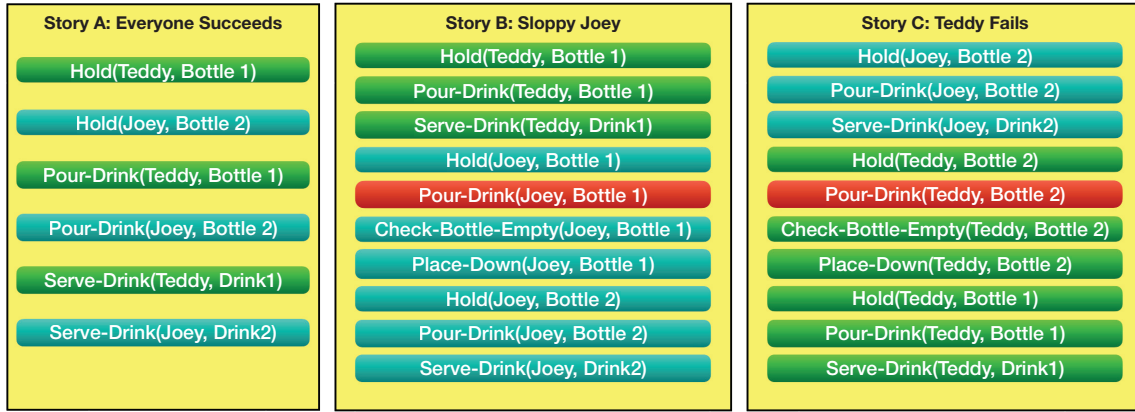 Story A: Everyone Succeeds
Hold(Teddy, Bottle 1)
Hold(Joey, Bottle 2)
Pour-Drink(Teddy, Bottle 1)
Pour-Drink(Joey, Bottle 2)
Serve-Drink(Teddy, Drink1)
Serve-Drink(Joey, Drink2)
Story B: Sloppy Joey
Hold(Teddy, Bottle 1)
Pour-Drink(Teddy, Bottle 1)
Serve-Drink(Teddy, Drink1)
Hold(Joey, Bottle 1)
Pour-Drink(Joey, Bottle 1)
Check-Bottle-Empty(Joey, Bottle 1)
Place-Down(Joey, Bottle 1)
Hold(Joey, Bottle 2)
Pour-Drink(Joey, Bottle 2)
Serve-Drink(Joey, Drink2)
Story C: Teddy Fails
Hold(Joey, Bottle 2)
Pour-Drink(Joey, Bottle 2)
Serve-Drink(Joey, Drink2)
Hold(Teddy, Bottle 2)
Pour-Drink(Teddy, Bottle 2)
Check-Bottle-Empty(Teddy, Bottle 2)
Place-Down(Teddy, Bottle 2)
Hold(Teddy, Bottle 1)
Pour-Drink(Teddy, Bottle 1)
Serve-Drink(Teddy, Drink1)